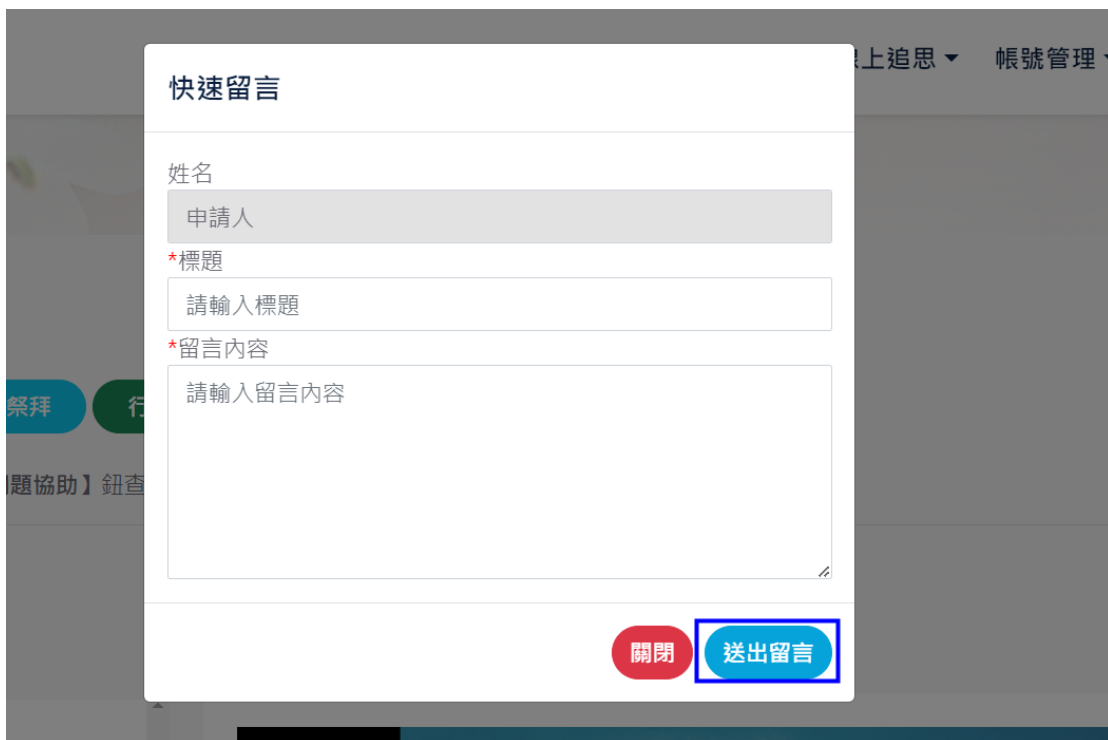 上追思
帳號管理
快速留言
姓名
申請人
*標題
請輸入標題
*留言內容
請輸入留言內容
祭拜
行
題協助】鈕查
關閉
送出留言